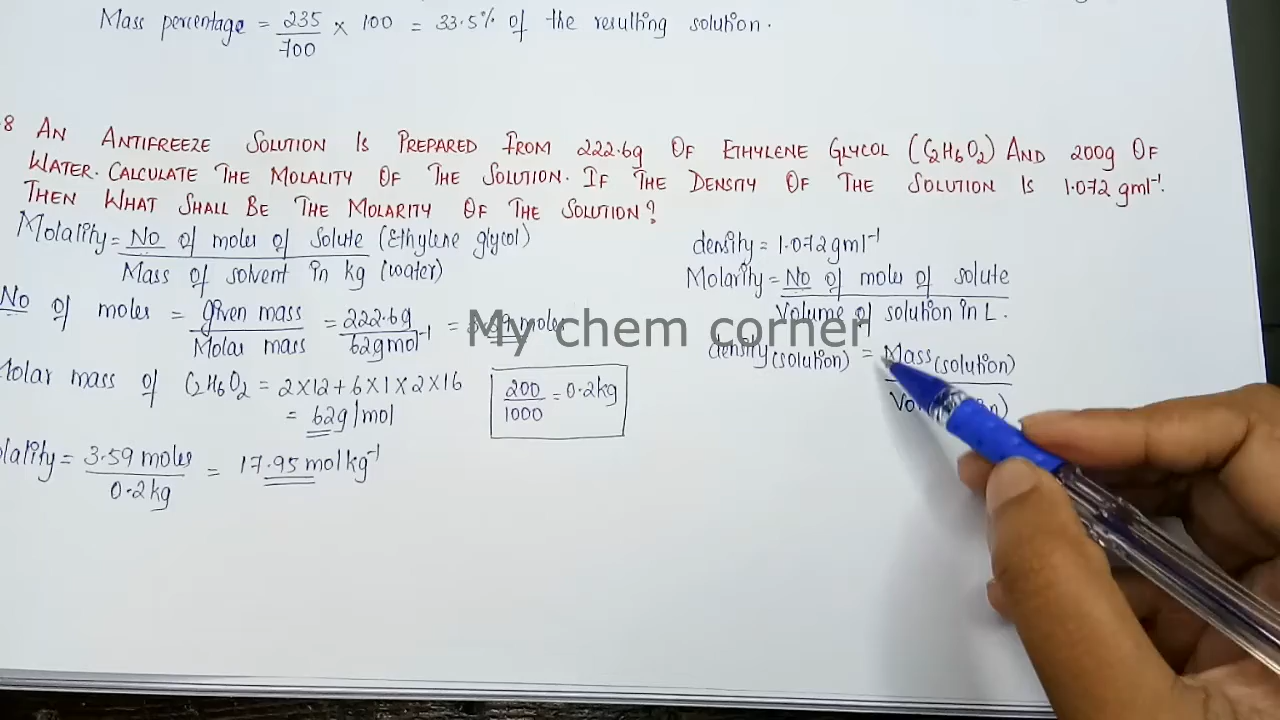 Mass percentage = 235/700 × 100 = 33.5% of the resulting solution.
.8 AN ANTIFREEZE SOLUTION IS PREPARED FROM 222.6g OF ETHYLENE GLYCOL (C2H6O2) AND 200g OF
WATER. CALCULATE THE MOLALITY OF THE SOLUTION. IF THE DENSITY OF THE SOLUTION IS 1.072 gml⁻¹.
THEN WHAT SHALL BE THE MOLARITY OF THE SOLUTION?
Molality = No of moles of solute (Ethylene glycol)
Mass of solvent in kg (water)
No of moles = given mass / Molar mass = 222.6g / 62gmol⁻¹ = moles
Molar mass of C2H6O2 = 2×12+6×1×2×16
= 62g/mol
200/1000 = 0.2kg
lality = 3.59 moles / 0.2kg = 17.95 molkg⁻¹
density = 1.072gml⁻¹
Molarity = No of moles of solute
Volume of solution in L.
density(solution) = Mass(solution)
My chem corner